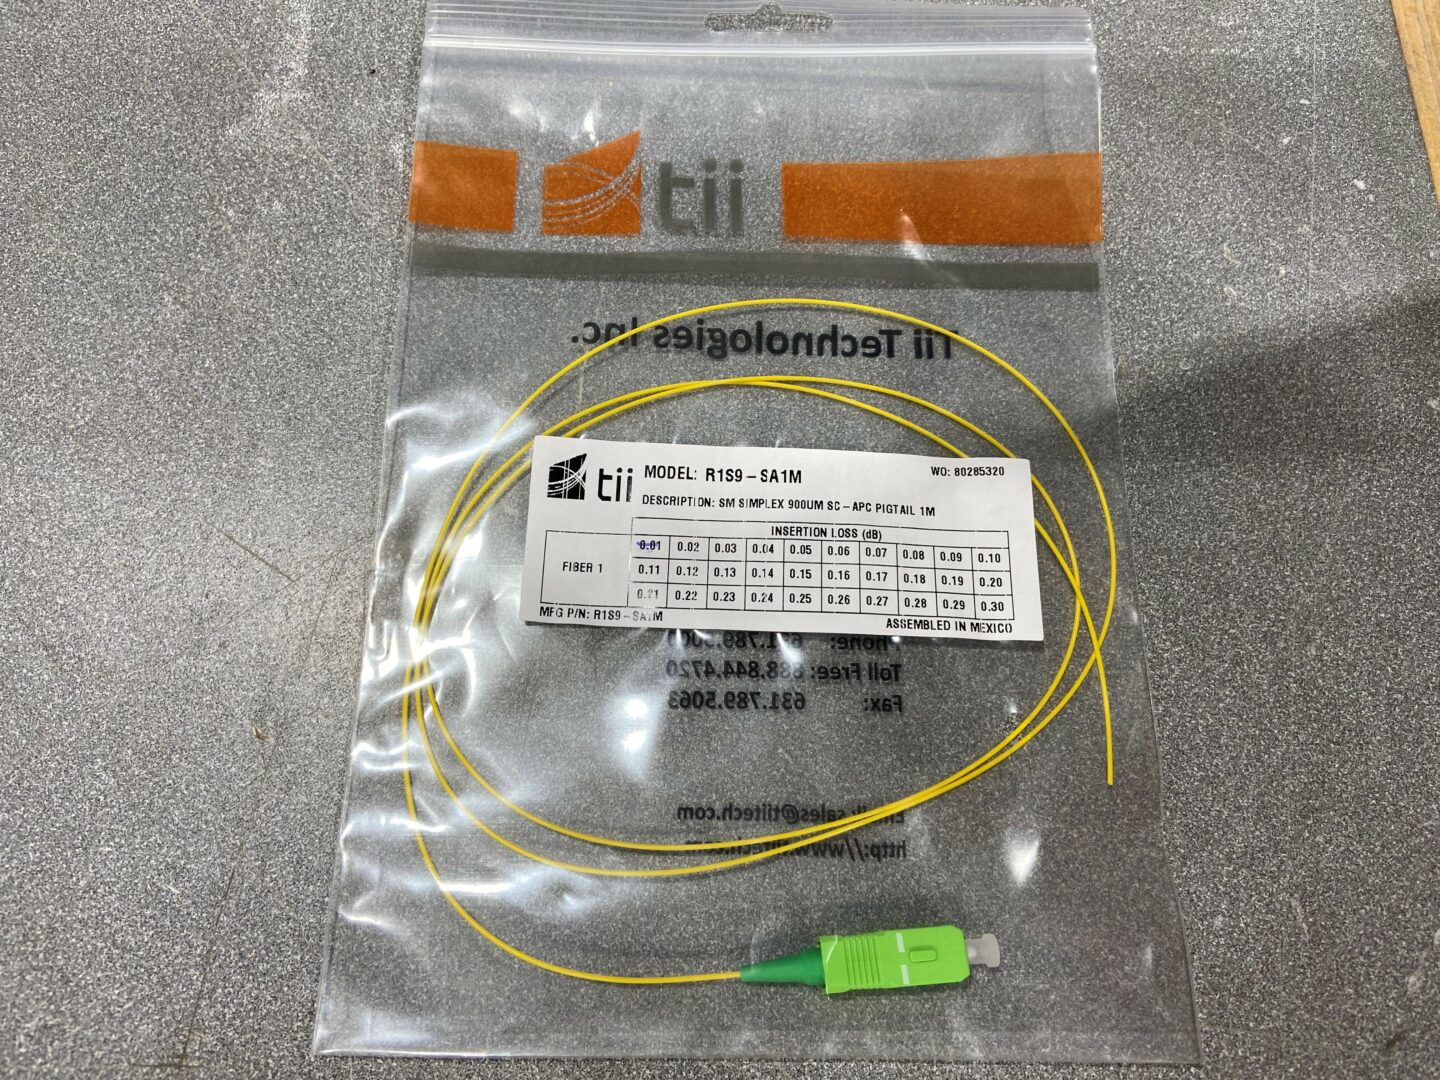 tii
Tii Technologies Inc.
tii MODEL: R1S9-SA1M WO: 80285320
DESCRIPTION: SM SIMPLEX 900UM SC-APC PIGTAIL 1M
INSERTION LOSS (dB)
FIBER 1
0.01 0.02 0.03 0.04 0.05 0.06 0.07 0.08 0.09 0.10
0.11 0.12 0.13 0.14 0.15 0.16 0.17 0.18 0.19 0.20
0.21 0.22 0.23 0.24 0.25 0.26 0.27 0.28 0.29 0.30
MFG P/N: R1S9-SA1M ASSEMBLED IN MEXICO
Phone:
Toll Free: 888.844.4720
Fax: 631.789.5063
sales@tiitech.com